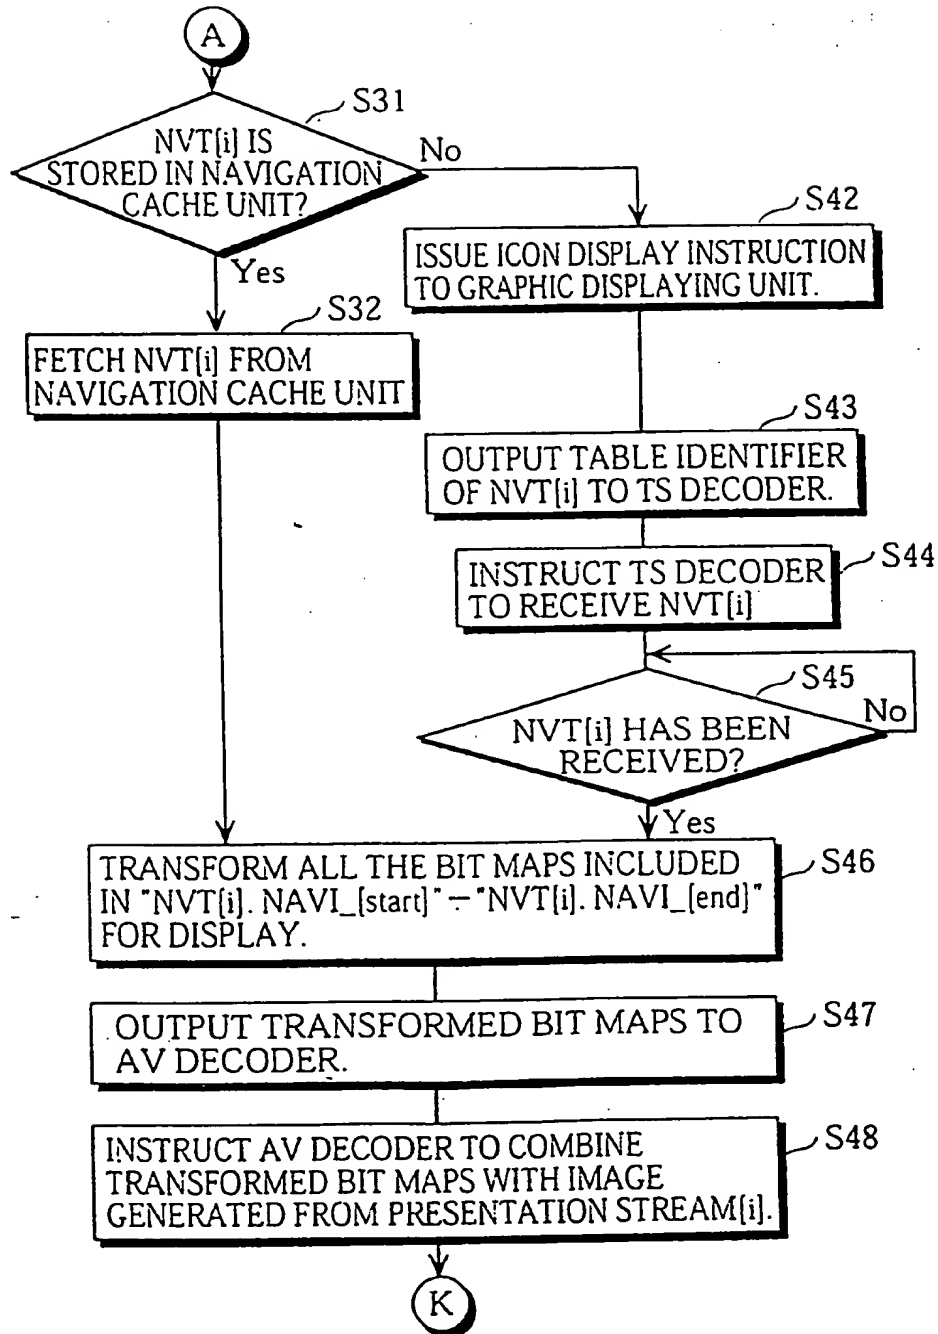 A
S31
NVT[i] IS
STORED IN NAVIGATION
CACHE UNIT?
No
Yes
S42
ISSUE ICON DISPLAY INSTRUCTION
TO GRAPHIC DISPLAYING UNIT.
S32
FETCH NVT[i] FROM
NAVIGATION CACHE UNIT
S43
OUTPUT TABLE IDENTIFIER
OF NVT[i] TO TS DECODER.
S44
INSTRUCT TS DECODER
TO RECEIVE NVT[i]
S45
No
NVT[i] HAS BEEN
RECEIVED?
Yes
S46
TRANSFORM ALL THE BIT MAPS INCLUDED
IN "NVT[i]. NAVI_[start]" – "NVT[i]. NAVI_[end]"
FOR DISPLAY.
S47
OUTPUT TRANSFORMED BIT MAPS TO
AV DECODER.
S48
INSTRUCT AV DECODER TO COMBINE
TRANSFORMED BIT MAPS WITH IMAGE
GENERATED FROM PRESENTATION STREAM[i].
K